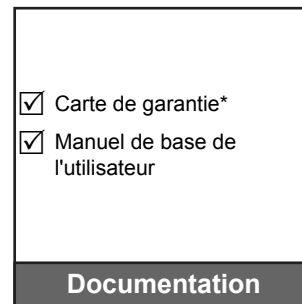 Carte de garantie*
Manuel de base de
l'utilisateur
Documentation